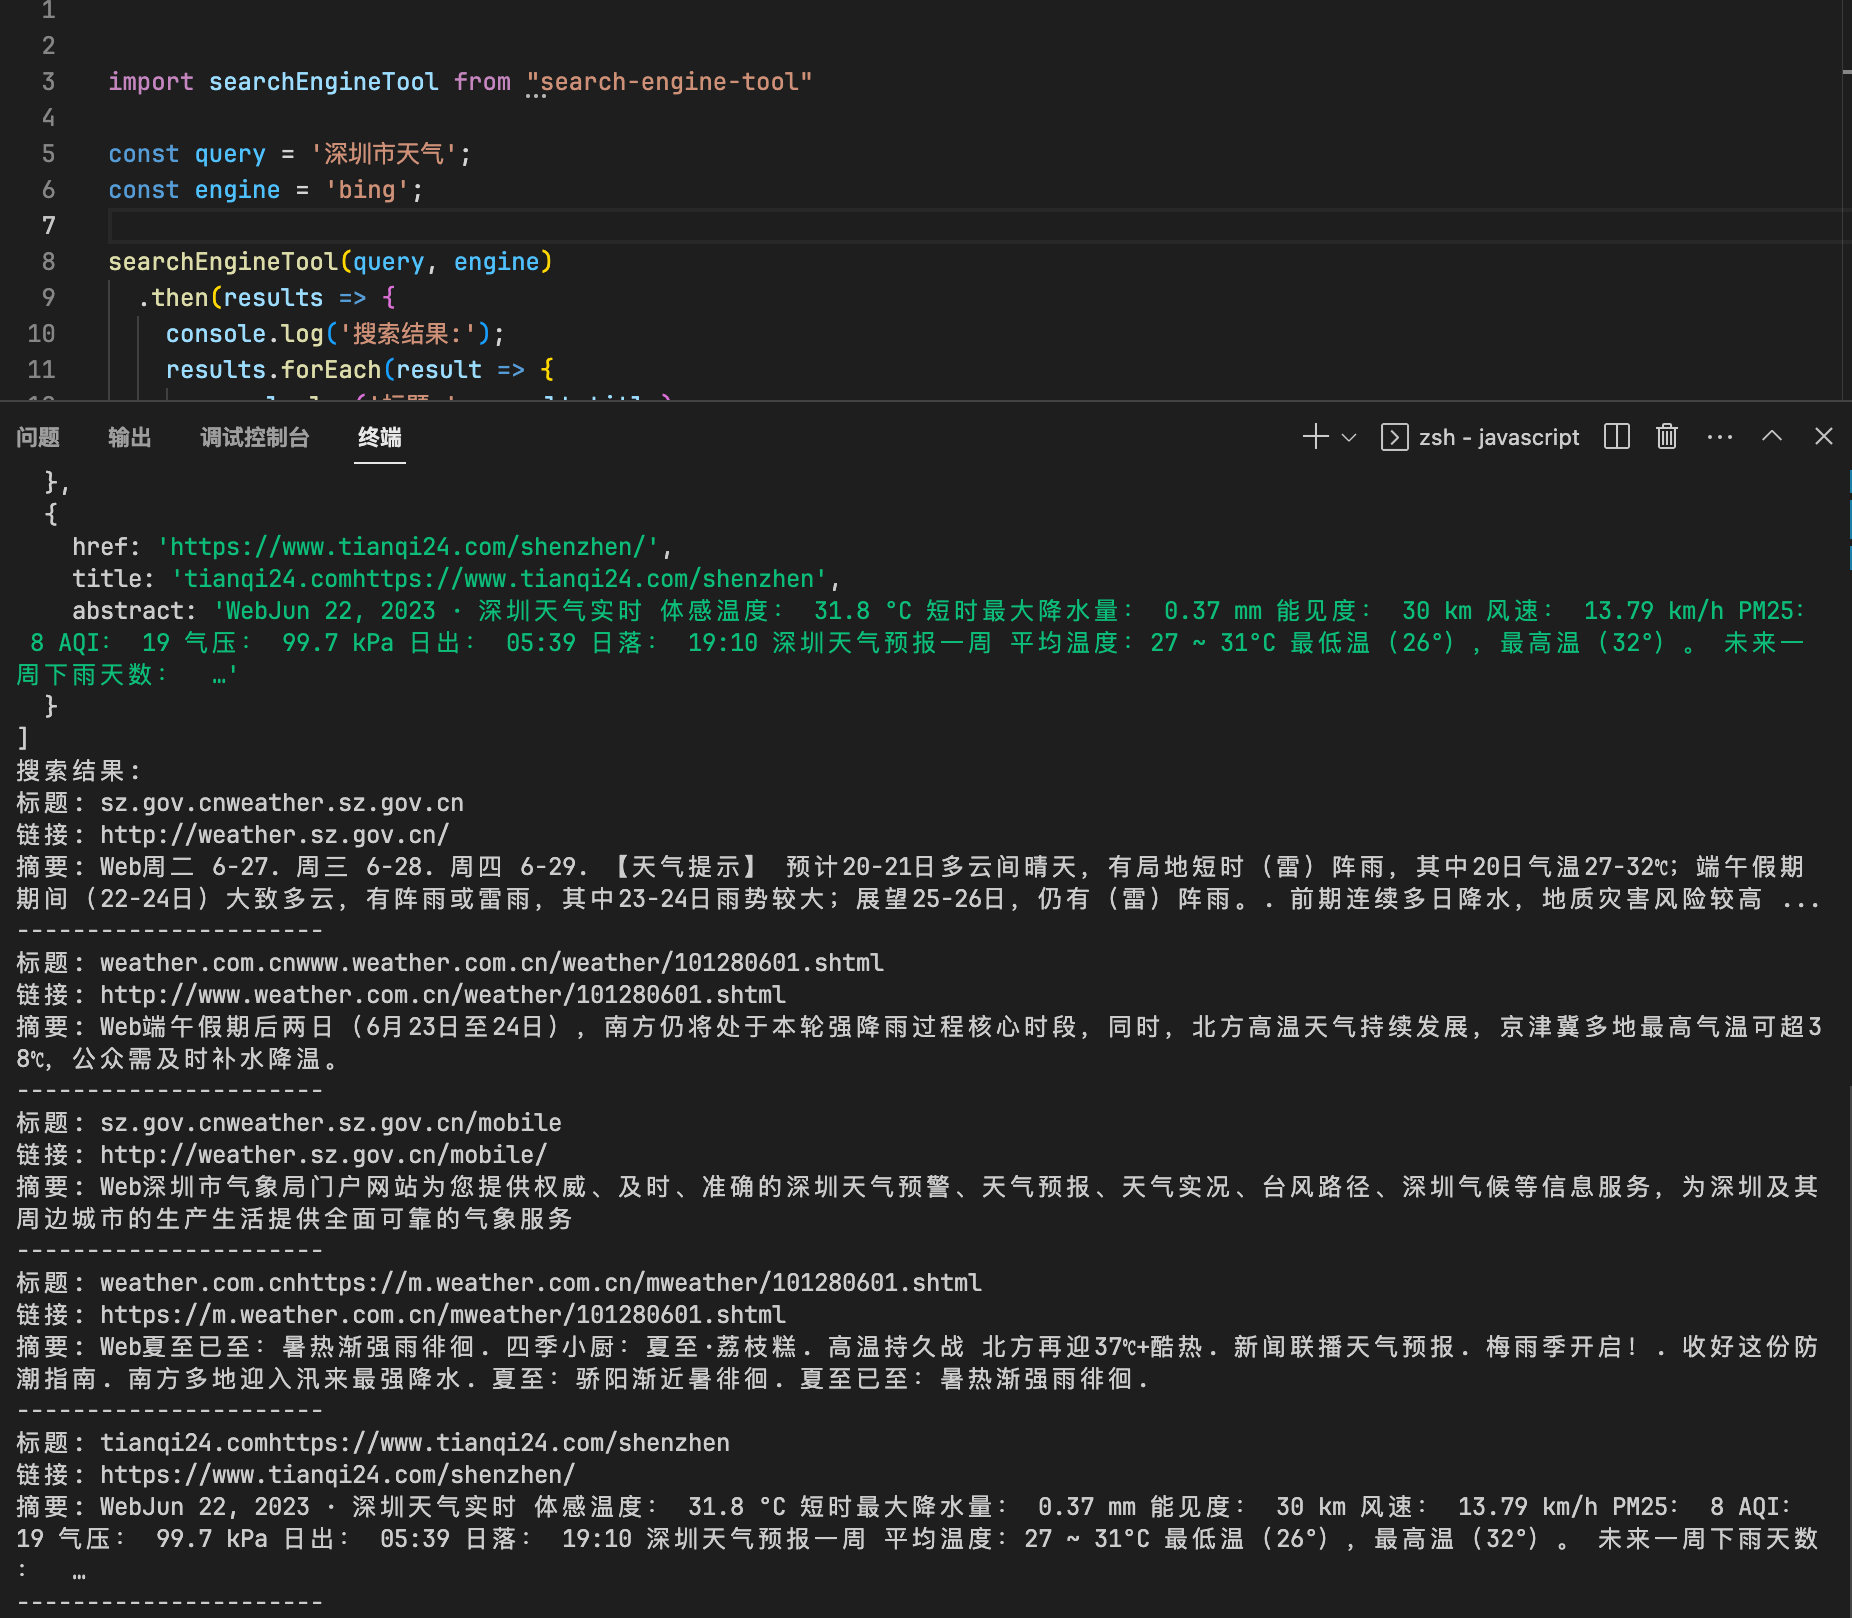 1
2
3 import searchEngineTool from "search-engine-tool"
4
5 const query = '深圳市天气';
6 const engine = 'bing';
7
8 searchEngineTool(query, engine)
9 .then(results => {
10 console.log('搜索结果:');
11 results.forEach(result => {
问题 输出 调试控制台 终端 zsh - javascript
},
{
href: 'https://www.tianqi24.com/shenzhen/',
title: 'tianqi24.comhttps://www.tianqi24.com/shenzhen',
abstract: 'WebJun 22, 2023 · 深圳天气实时 体感温度： 31.8 °C 短时最大降水量： 0.37 mm 能见度： 30 km 风速： 13.79 km/h PM25：
8 AQI： 19 气压： 99.7 kPa 日出： 05:39 日落： 19:10 深圳天气预报一周 平均温度：27 ~ 31°C 最低温（26°），最高温（32°）。 未来一
周下雨天数： …'
}
]
搜索结果:
标题: sz.gov.cnweather.sz.gov.cn
链接: http://weather.sz.gov.cn/
摘要: Web周二 6-27. 周三 6-28. 周四 6-29. 【天气提示】 预计20-21日多云间晴天，有局地短时（雷）阵雨，其中20日气温27-32℃；端午假期
期间（22-24日）大致多云，有阵雨或雷雨，其中23-24日雨势较大；展望25-26日，仍有（雷）阵雨。. 前期连续多日降水，地质灾害风险较高 ...
----------------------
标题: weather.com.cnwww.weather.com.cn/weather/101280601.shtml
链接: http://www.weather.com.cn/weather/101280601.shtml
摘要: Web端午假期后两日（6月23日至24日），南方仍将处于本轮强降雨过程核心时段，同时，北方高温天气持续发展，京津冀多地最高气温可超3
8℃，公众需及时补水降温。
----------------------
标题: sz.gov.cnweather.sz.gov.cn/mobile
链接: http://weather.sz.gov.cn/mobile/
摘要: Web深圳市气象局门户网站为您提供权威、及时、准确的深圳天气预警、天气预报、天气实况、台风路径、深圳气候等信息服务，为深圳及其
周边城市的生产生活提供全面可靠的气象服务
----------------------
标题: weather.com.cnhttps://m.weather.com.cn/mweather/101280601.shtml
链接: https://m.weather.com.cn/mweather/101280601.shtml
摘要: Web夏至已至：暑热渐强雨徘徊. 四季小厨：夏至·荔枝糕. 高温持久战 北方再迎37℃+酷热. 新闻联播天气预报. 梅雨季开启！. 收好这份防
潮指南. 南方多地迎入汛来最强降水. 夏至：骄阳渐近暑徘徊. 夏至已至：暑热渐强雨徘徊.
----------------------
标题: tianqi24.comhttps://www.tianqi24.com/shenzhen
链接: https://www.tianqi24.com/shenzhen/
摘要: WebJun 22, 2023 · 深圳天气实时 体感温度： 31.8 °C 短时最大降水量： 0.37 mm 能见度： 30 km 风速： 13.79 km/h PM25： 8 AQI：
19 气压： 99.7 kPa 日出： 05:39 日落： 19:10 深圳天气预报一周 平均温度：27 ~ 31°C 最低温（26°），最高温（32°）。 未来一周下雨天数
： …
----------------------